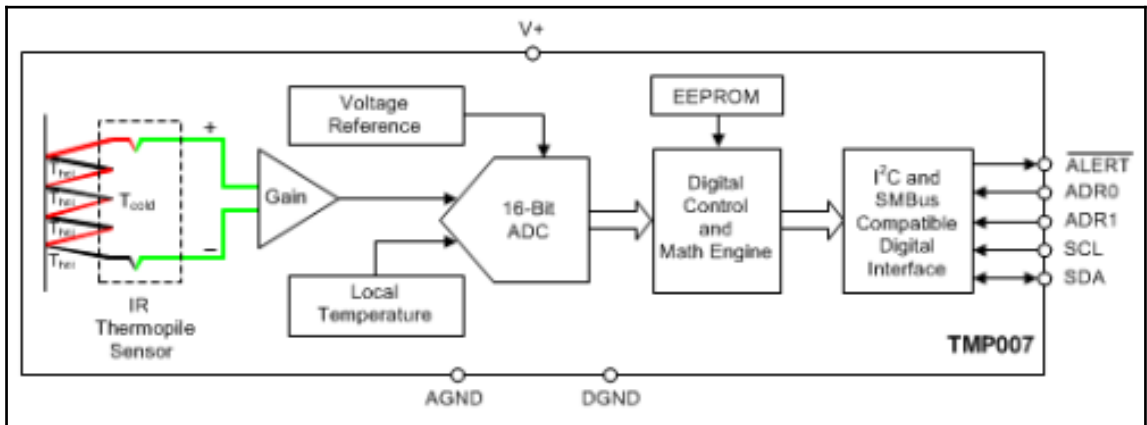 V+
Voltage
Reference
EEPROM
+
Thot
Thot
Thot
Thot
Tcold
−
Gain
16-Bit
ADC
Digital
Control
and
Math Engine
I²C and
SMBus
Compatible
Digital
Interface
ALERT
ADR0
ADR1
SCL
SDA
Local
Temperature
IR
Thermopile
Sensor
TMP007
AGND
DGND